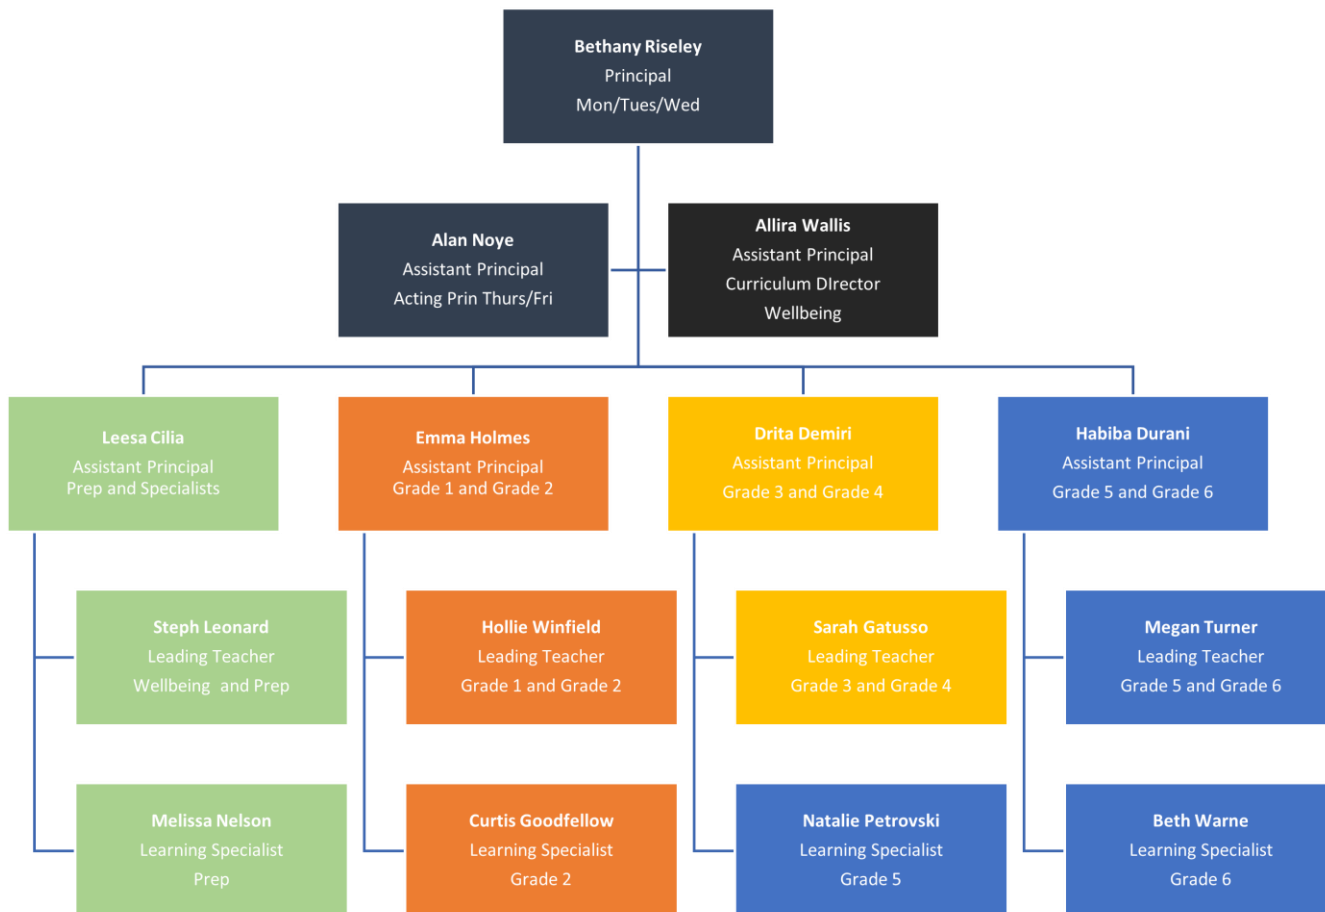 Bethany Riseley
Principal
Mon/Tues/Wed
Alan Noye
Assistant Principal
Acting Prin Thurs/Fri
Allira Wallis
Assistant Principal
Curriculum DIrector
Wellbeing
Leesa Cilia
Assistant Principal
Prep and Specialists
Emma Holmes
Assistant Principal
Grade 1 and Grade 2
Drita Demiri
Assistant Principal
Grade 3 and Grade 4
Habiba Durani
Assistant Principal
Grade 5 and Grade 6
Steph Leonard
Leading Teacher
Wellbeing  and Prep
Hollie Winfield
Leading Teacher
Grade 1 and Grade 2
Sarah Gatusso
Leading Teacher
Grade 3 and Grade 4
Megan Turner
Leading Teacher
Grade 5 and Grade 6
Melissa Nelson
Learning Specialist
Prep
Curtis Goodfellow
Learning Specialist
Grade 2
Natalie Petrovski
Learning Specialist
Grade 5
Beth Warne
Learning Specialist
Grade 6